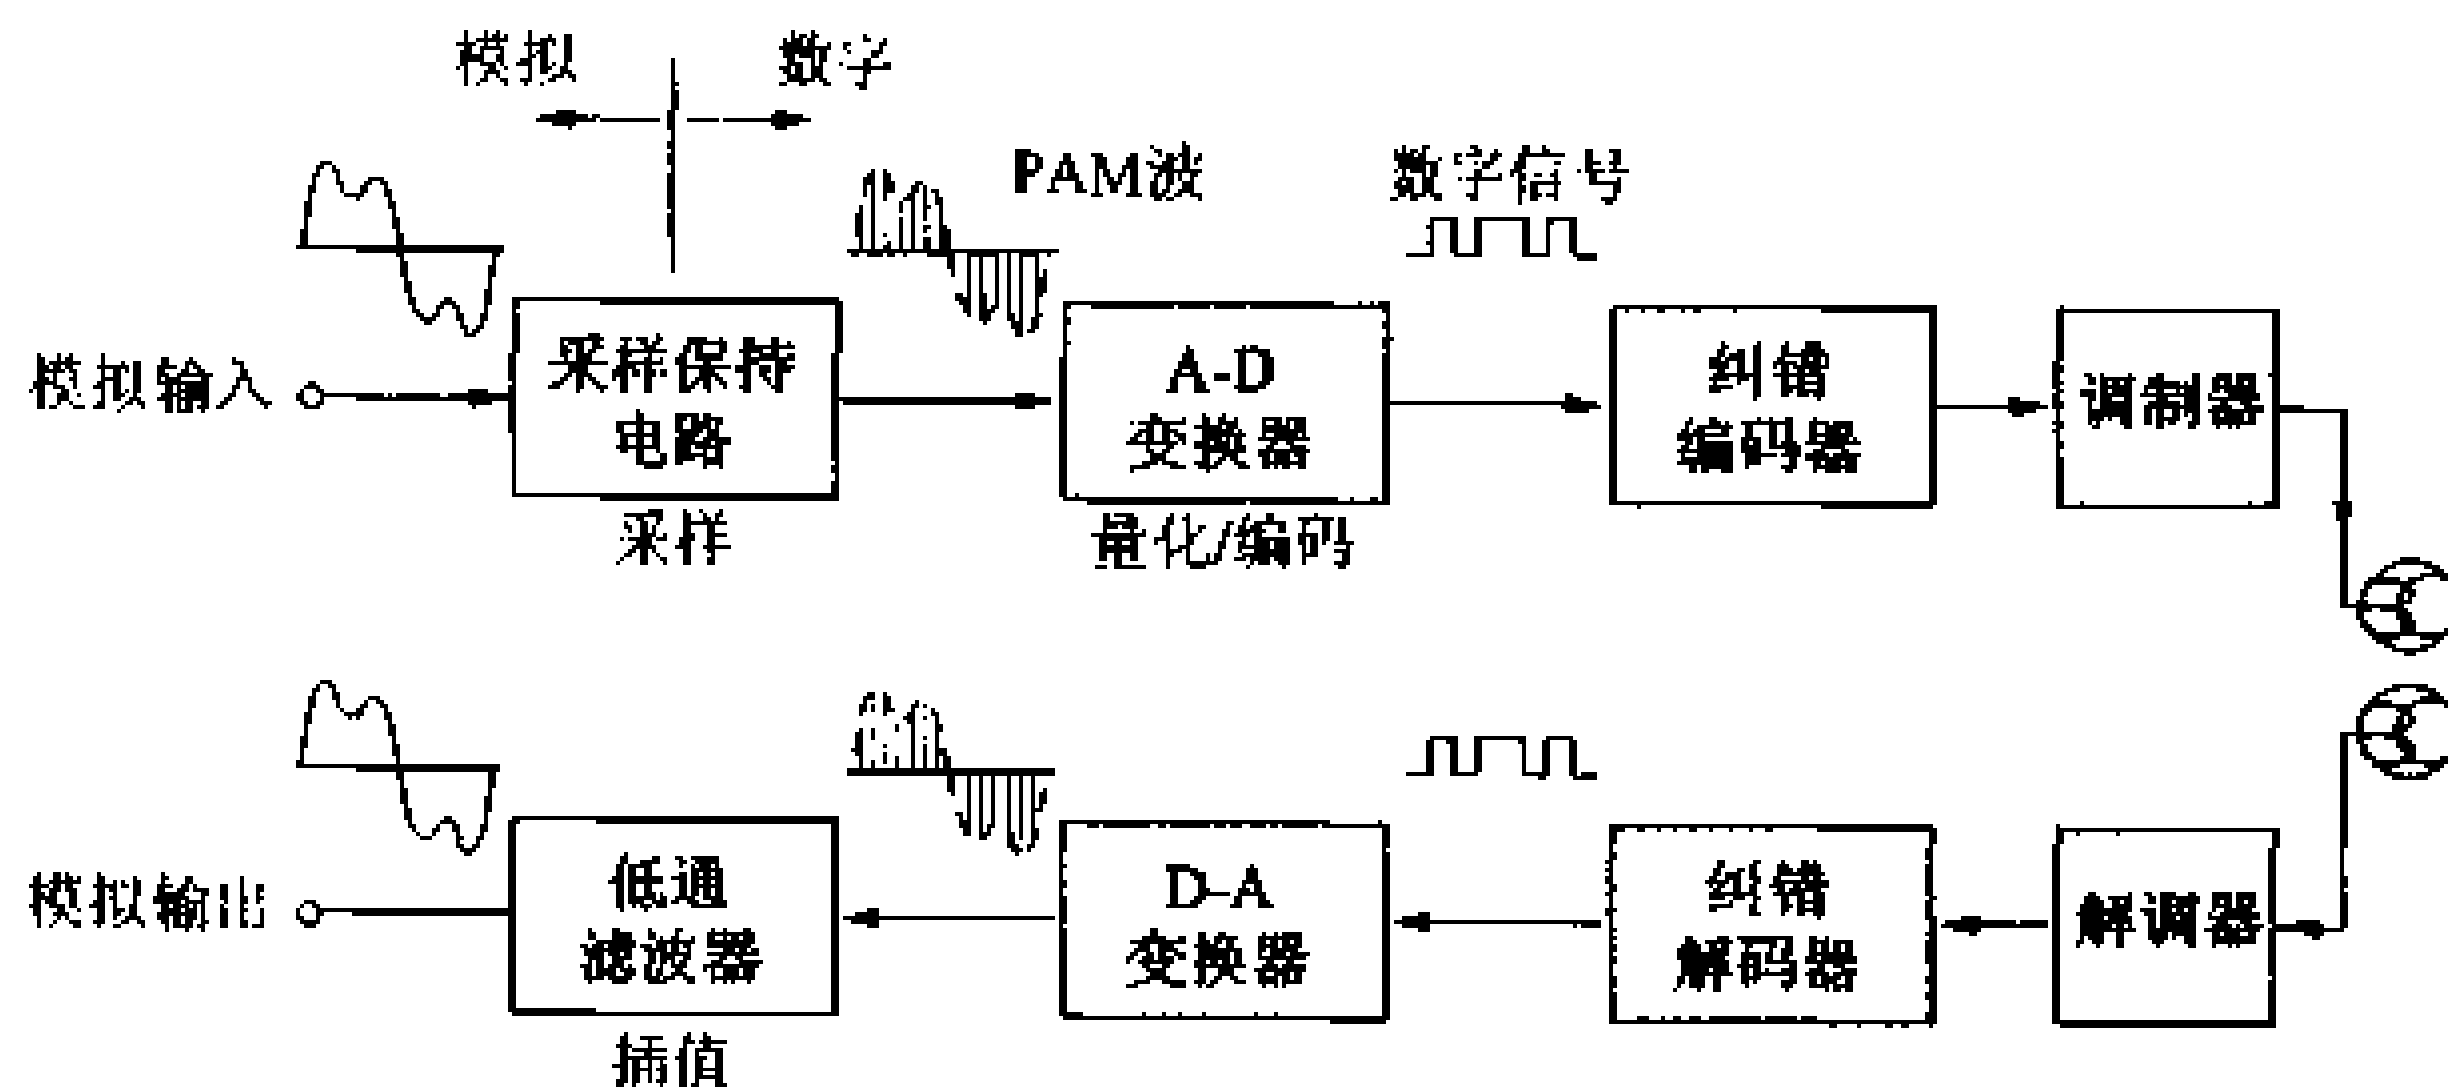 模拟 数字
PAM波 数字信号
模拟输入
采样保持
电路
采样
A-D
变换器
量化/编码
纠错
编码器
调制器
模拟输出
低通
滤波器
插值
D-A
变换器
纠错
解码器
解调器